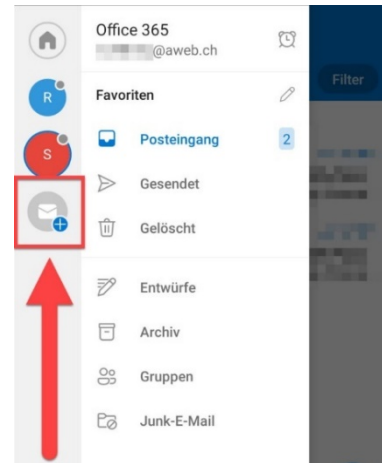 Office 365
@aweb.ch
Filter
R
Favoriten
Posteingang 2
S
Gesendet
Gelöscht
Entwürfe
Archiv
Gruppen
Junk-E-Mail